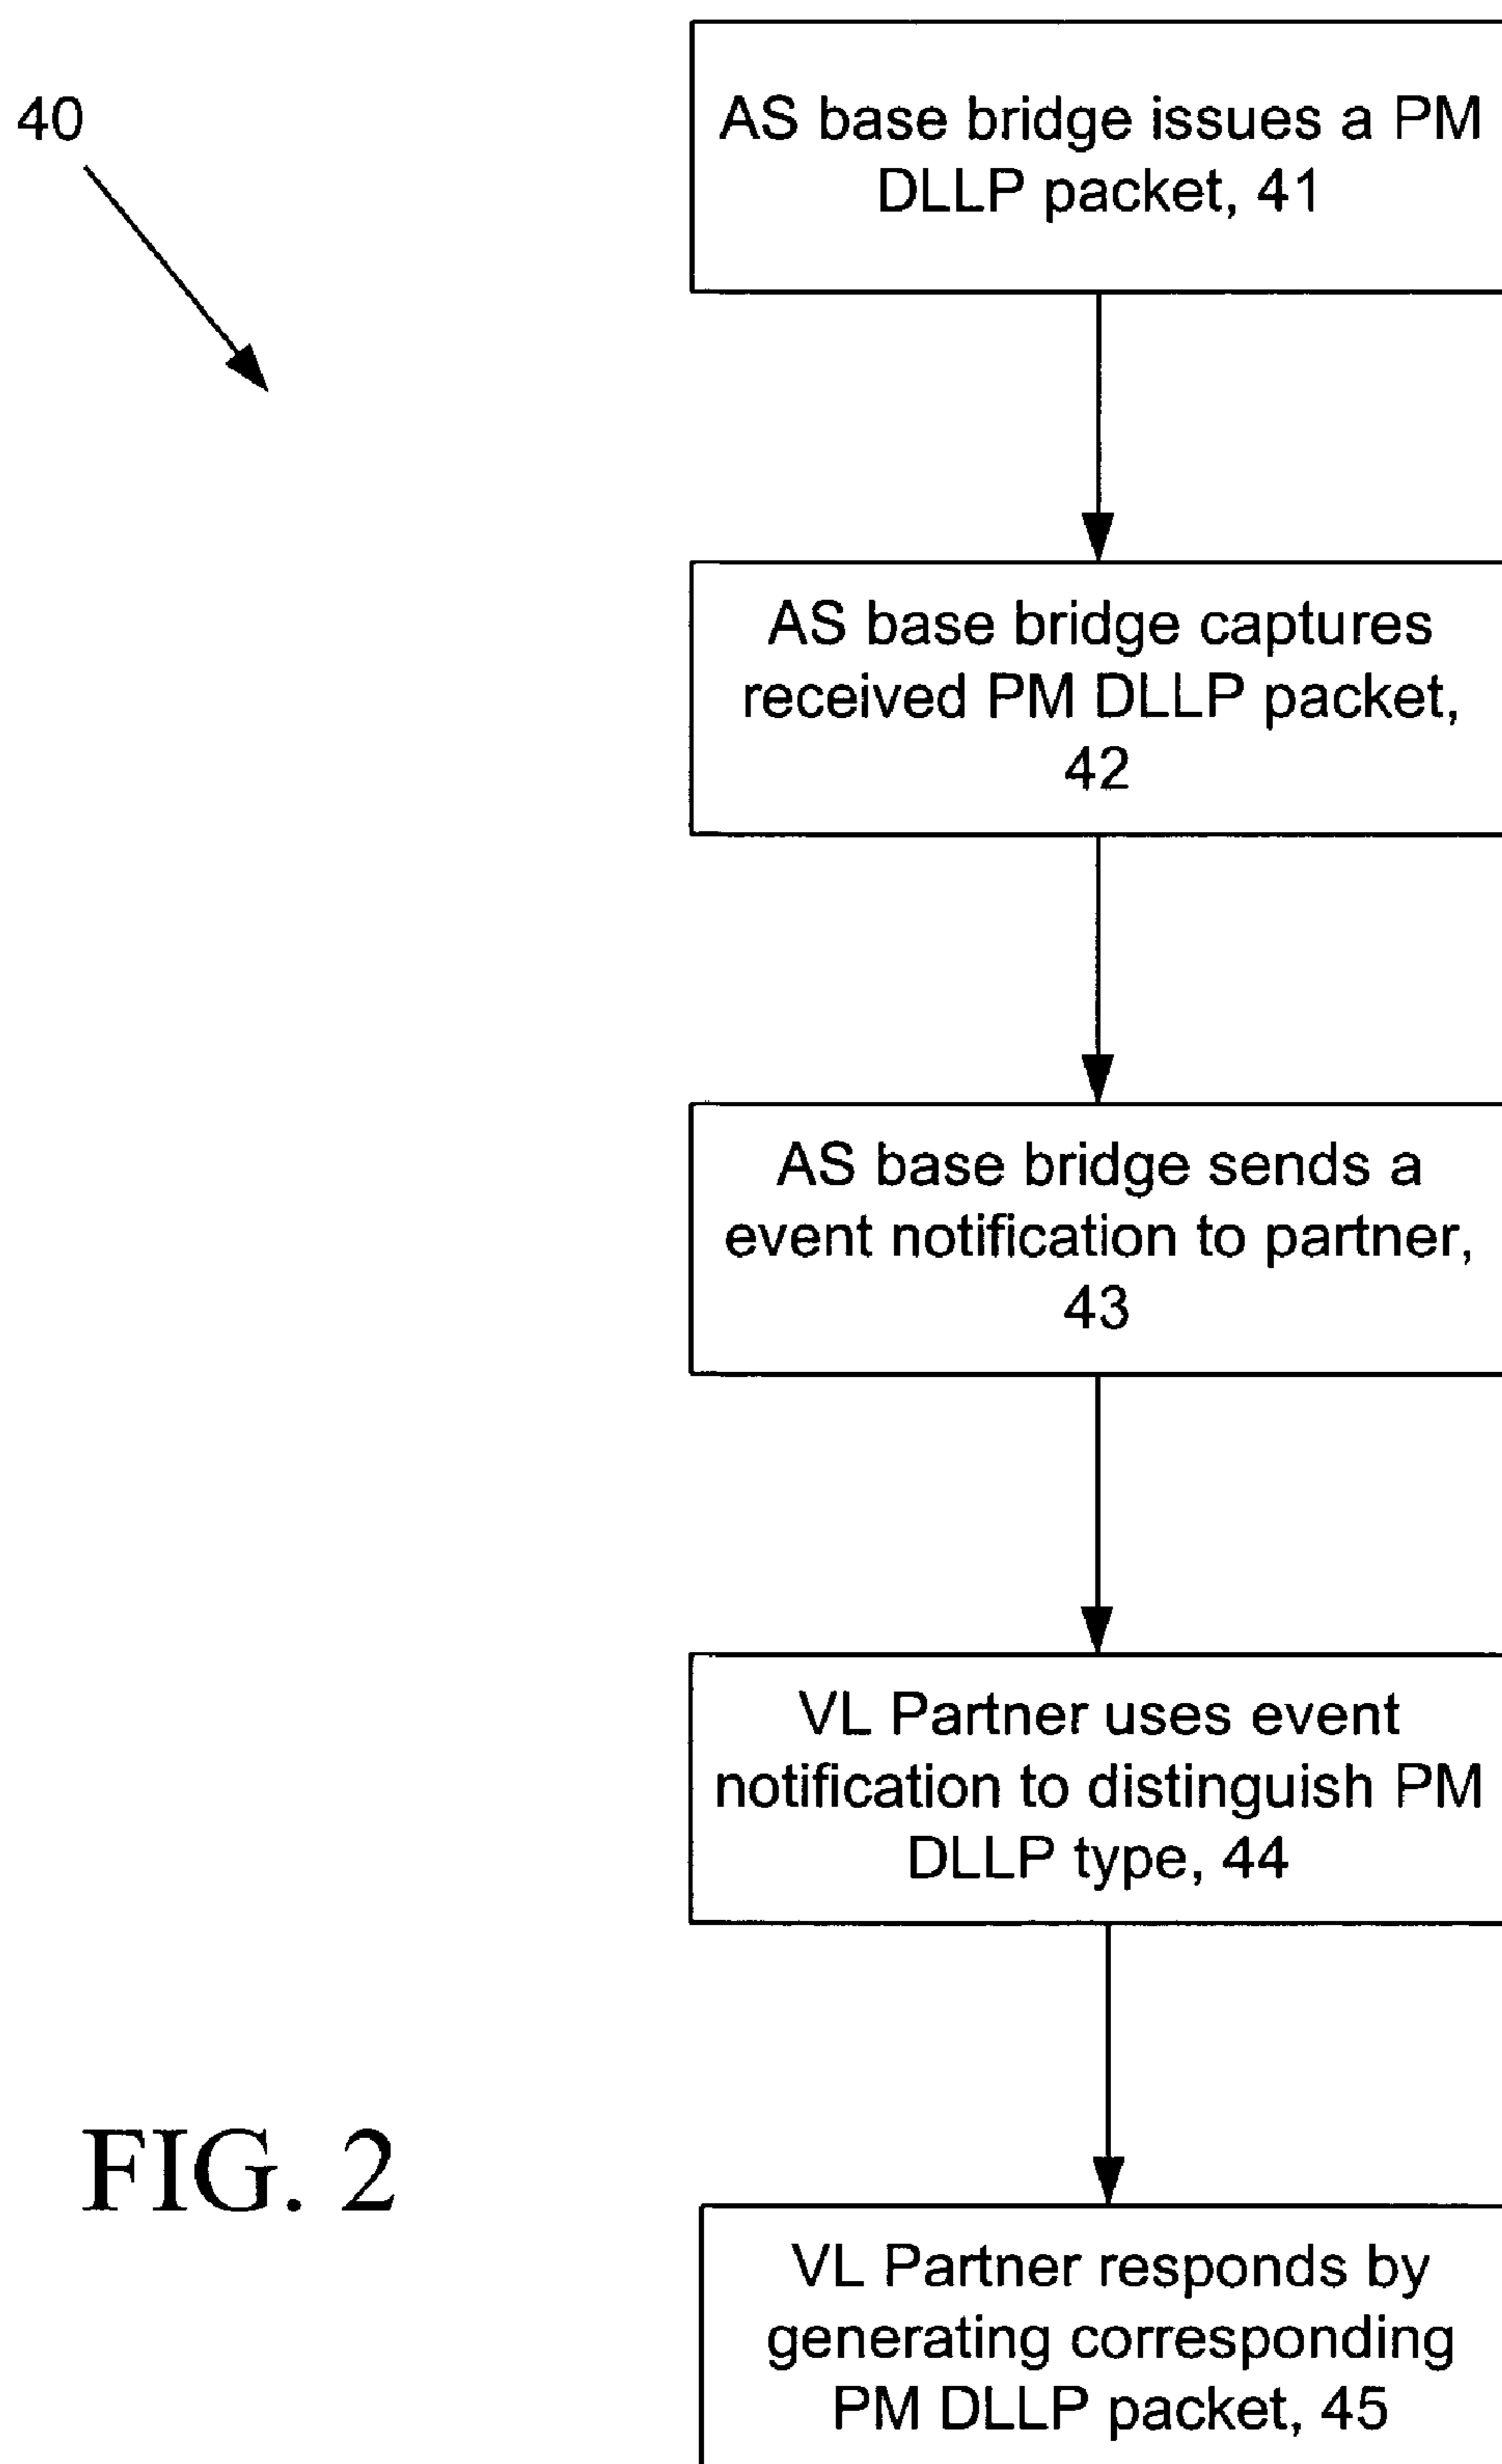 40
AS base bridge issues a PM
DLLP packet, 41
AS base bridge captures
received PM DLLP packet,
42
AS base bridge sends a
event notification to partner,
43
VL Partner uses event
notification to distinguish PM
DLLP type, 44
FIG. 2
VL Partner responds by
generating corresponding
PM DLLP packet, 45